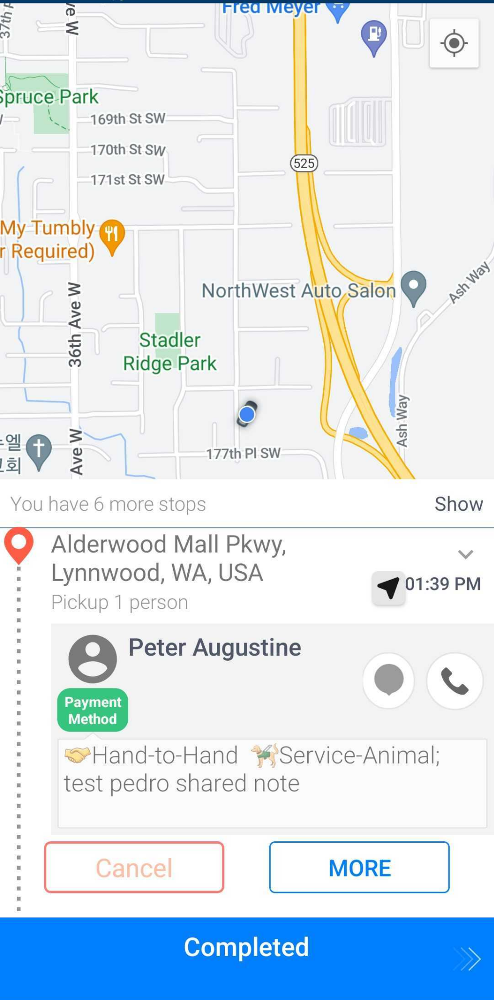 Fred Meyer
37th
ve W
Spruce Park
169th St SW
170th St SW
525
171st St SW
My Tumbly
r Required)
Ash Way
NorthWest Auto Salon
36th Ave W
Stadler
Ridge Park
Ash Way
Ave W
엘
회
177th Pl SW
You have 6 more stops
Show
Alderwood Mall Pkwy,
Lynnwood, WA, USA
01:39 PM
Pickup 1 person
Peter Augustine
Payment
Method
🤝Hand-to-Hand 🐕‍🦺Service-Animal;
test pedro shared note
Cancel
MORE
Completed